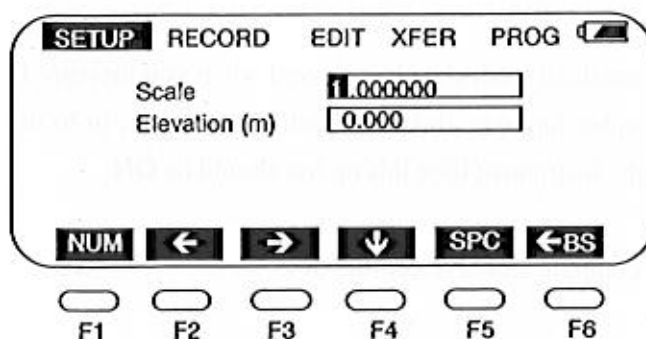 SETUP RECORD EDIT XFER PROG
Scale 1.000000
Elevation (m) 0.000
NUM ← → ↓ SPC ←BS
F1 F2 F3 F4 F5 F6